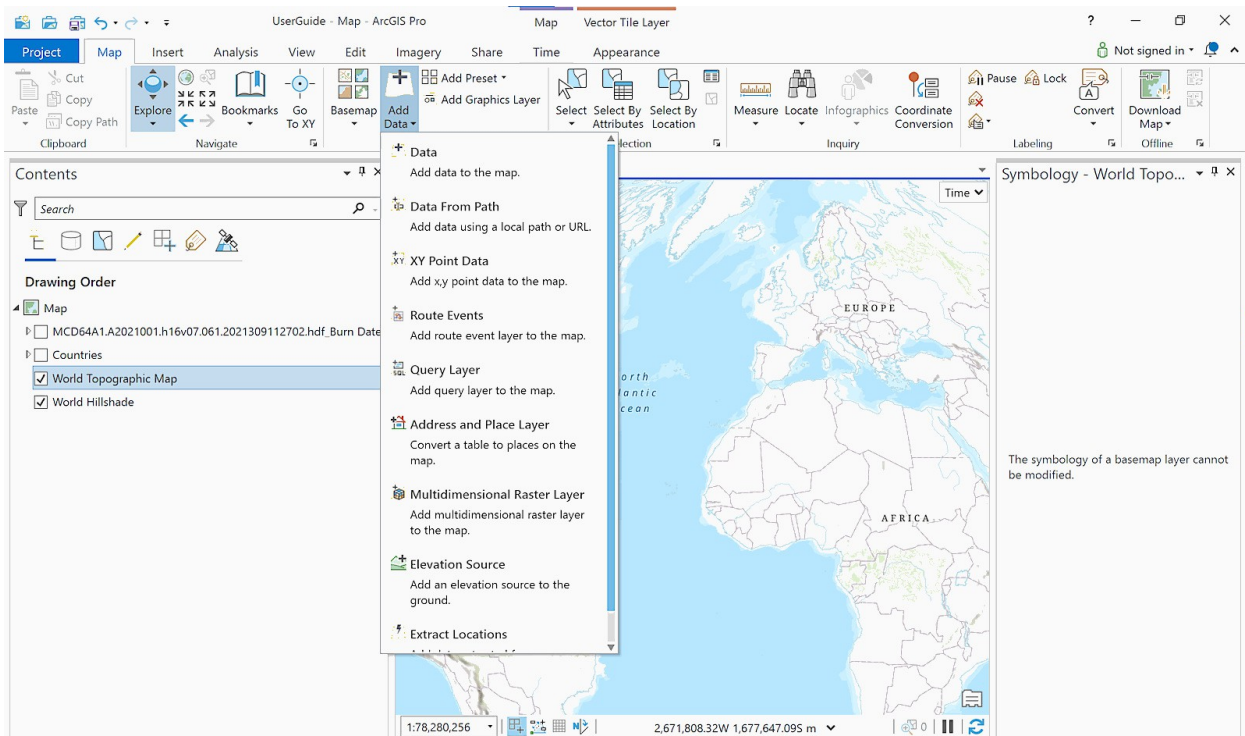 UserGuide - Map - ArcGIS Pro
Map
Vector Tile Layer
?
Project
Map
Insert
Analysis
View
Edit
Imagery
Share
Time
Appearance
Not signed in
Paste
Cut
Copy
Copy Path
Clipboard
Explore
Bookmarks
Go
To XY
Navigate
Basemap
Add
Data
Add Preset
Add Graphics Layer
Select
Select By
Attributes
Select By
Location
Measure
Locate
Infographics
Coordinate
Conversion
Inquiry
Pause
Lock
Labeling
Convert
Download
Map
Offline
Contents
Search
Drawing Order
Map
MCD64A1.A2021001.h16v07.061.2021309112702.hdf_Burn Date
Countries
World Topographic Map
World Hillshade
Data
Add data to the map.
Data From Path
Add data using a local path or URL.
XY Point Data
Add x,y point data to the map.
Route Events
Add route event layer to the map.
SQL
Query Layer
Add query layer to the map.
Address and Place Layer
Convert a table to places on the
map.
Multidimensional Raster Layer
Add multidimensional raster layer
to the map.
Elevation Source
Add an elevation source to the
ground.
Extract Locations
Time
EUROPE
AFRICA
1:78,280,256
2,671,808.32W 1,677,647.09S m
0
Symbology - World Topo...
The symbology of a basemap layer cannot
be modified.